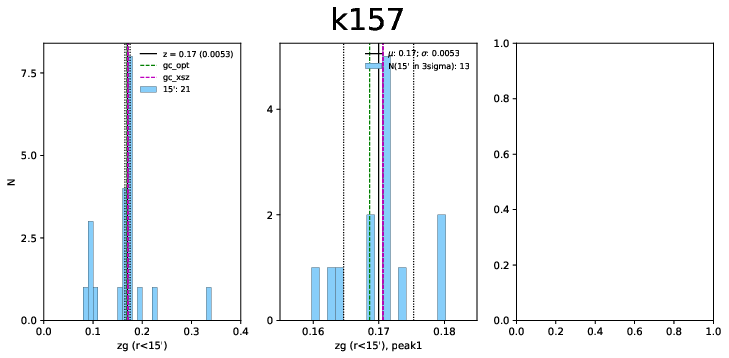 k157
z = 0.17 (0.0053)
gc_opt
gc_xsz
15': 21
7.5
5.0
2.5
0.0
N
0.0 0.1 0.2 0.3 0.4
zg (r<15')
μ: 0.17; σ: 0.0053
N(15' in 3sigma): 13
4
2
0
0.16 0.17 0.18
zg (r<15'), peak1
1.0
0.8
0.6
0.4
0.2
0.0
0.0 0.2 0.4 0.6 0.8 1.0